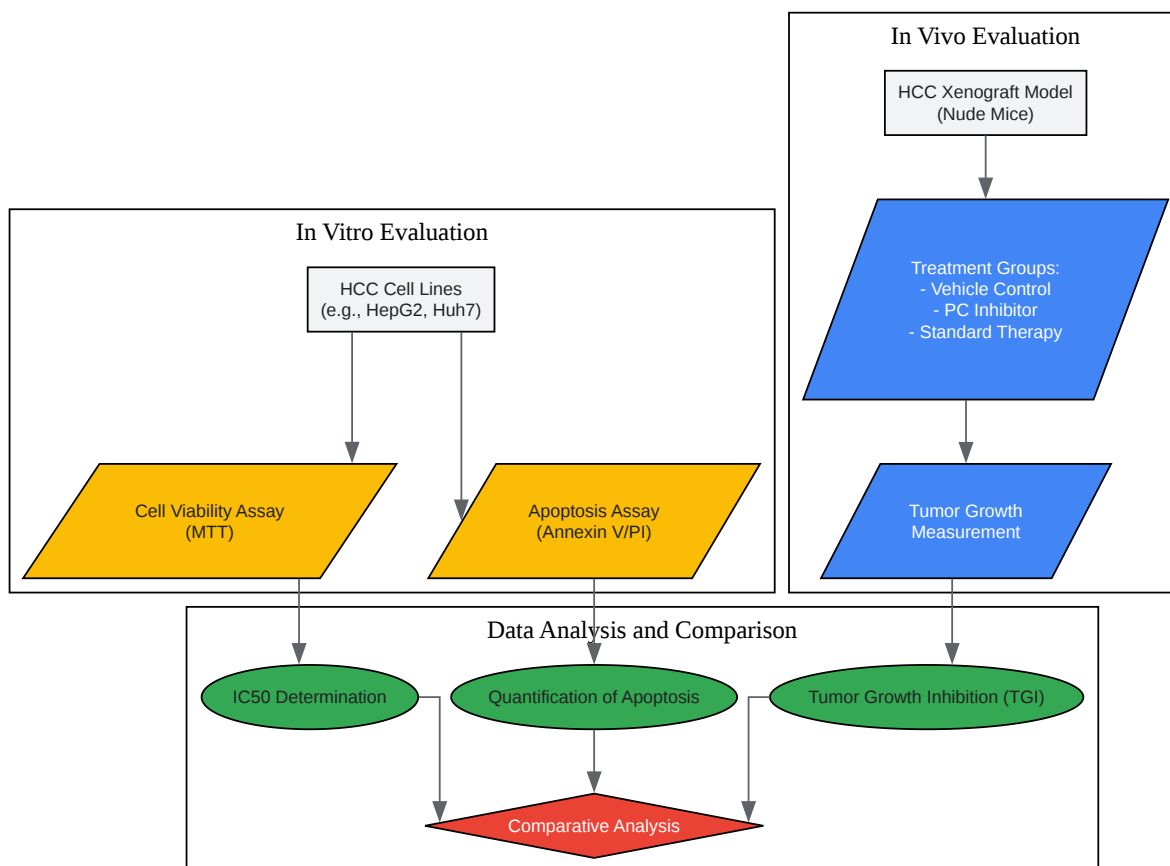 In Vivo Evaluation
HCC Xenograft Model
(Nude Mice)
Treatment Groups:
- Vehicle Control
- PC Inhibitor
- Standard Therapy
Tumor Growth
Measurement
In Vitro Evaluation
HCC Cell Lines
(e.g., HepG2, Huh7)
Cell Viability Assay
(MTT)
Apoptosis Assay
(Annexin V/PI)
Data Analysis and Comparison
IC50 Determination
Quantification of Apoptosis
Tumor Growth Inhibition (TGI)
Comparative Analysis